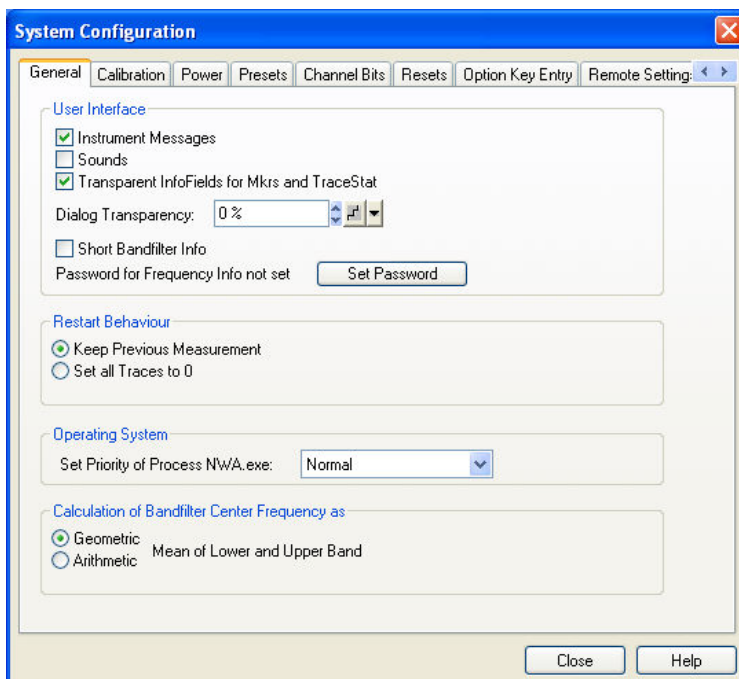 System Configuration
General Calibration Power Presets Channel Bits Resets Option Key Entry Remote Setting
User Interface
Instrument Messages
Sounds
Transparent InfoFields for Mkrs and TraceStat
Dialog Transparency: 0 %
Short Bandfilter Info
Password for Frequency Info not set Set Password
Restart Behaviour
Keep Previous Measurement
Set all Traces to 0
Operating System
Set Priority of Process NWA.exe: Normal
Calculation of Bandfilter Center Frequency as
Geometric
Mean of Lower and Upper Band
Arithmetic
Close Help